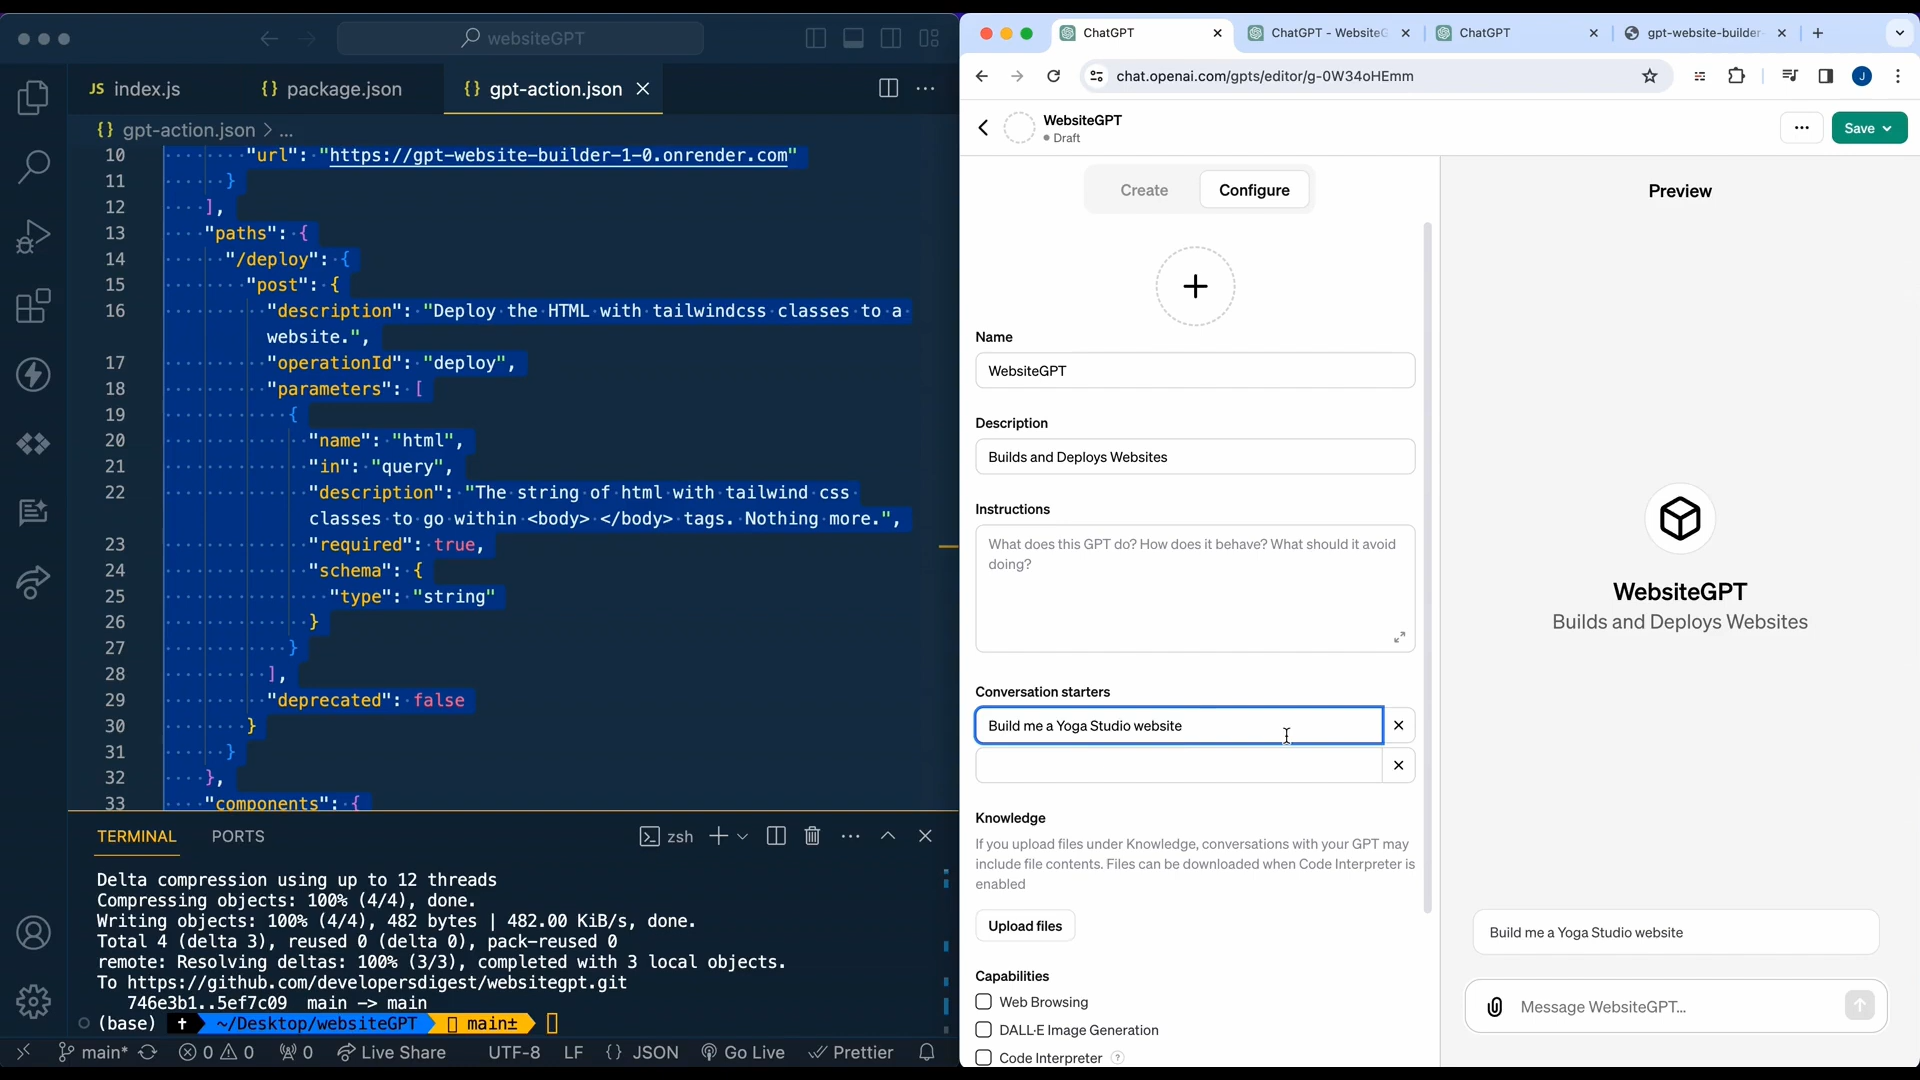 websiteGPT
JS index.js
{} package.json
{} gpt-action.json
{} gpt-action.json > ...
10 "url": "https://gpt-website-builder-1-0.onrender.com"
11 }
12 ],
13 "paths": {
14 "/deploy": {
15 "post": {
16 "description": "Deploy the HTML with tailwindcss classes to a
website.",
17 "operationId": "deploy",
18 "parameters": [
19 {
20 "name": "html",
21 "in": "query",
22 "description": "The string of html with tailwind css
classes to go within <body> </body> tags. Nothing more.",
23 "required": true,
24 "schema": {
25 "type": "string"
26 }
27 }
28 ],
29 "deprecated": false
30 }
31 }
32 },
33 "components": {
TERMINAL PORTS
zsh
Delta compression using up to 12 threads
Compressing objects: 100% (4/4), done.
Writing objects: 100% (4/4), 482 bytes | 482.00 KiB/s, done.
Total 4 (delta 3), reused 0 (delta 0), pack-reused 0
remote: Resolving deltas: 100% (3/3), completed with 3 local objects.
To https://github.com/developersdigest/websitegpt.git
746e3b1..5ef7c09 main -> main
(base) ~/Desktop/websiteGPT main±
main* 0 0 0 Live Share UTF-8 LF {} JSON Go Live Prettier
ChatGPT
ChatGPT - WebsiteG
ChatGPT
gpt-website-builder-
chat.openai.com/gpts/editor/g-0W34oHEmm
J
WebsiteGPT
Draft
Save
Create
Configure
Name
WebsiteGPT
Description
Builds and Deploys Websites
Instructions
What does this GPT do? How does it behave? What should it avoid
doing?
Conversation starters
Build me a Yoga Studio website
Knowledge
If you upload files under Knowledge, conversations with your GPT may
include file contents. Files can be downloaded when Code Interpreter is
enabled
Upload files
Capabilities
Web Browsing
DALL·E Image Generation
Code Interpreter ?
Preview
WebsiteGPT
Builds and Deploys Websites
Build me a Yoga Studio website
Message WebsiteGPT...